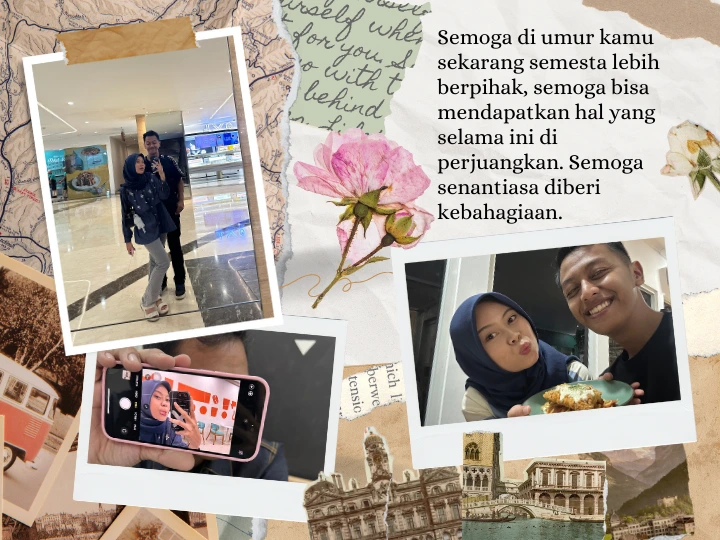 Semoga di umur kamu
sekarang semesta lebih
berpihak, semoga bisa
mendapatkan hal yang
selama ini di
perjuangkan. Semoga
senantiasa diberi
kebahagiaan.
for you
with
behind